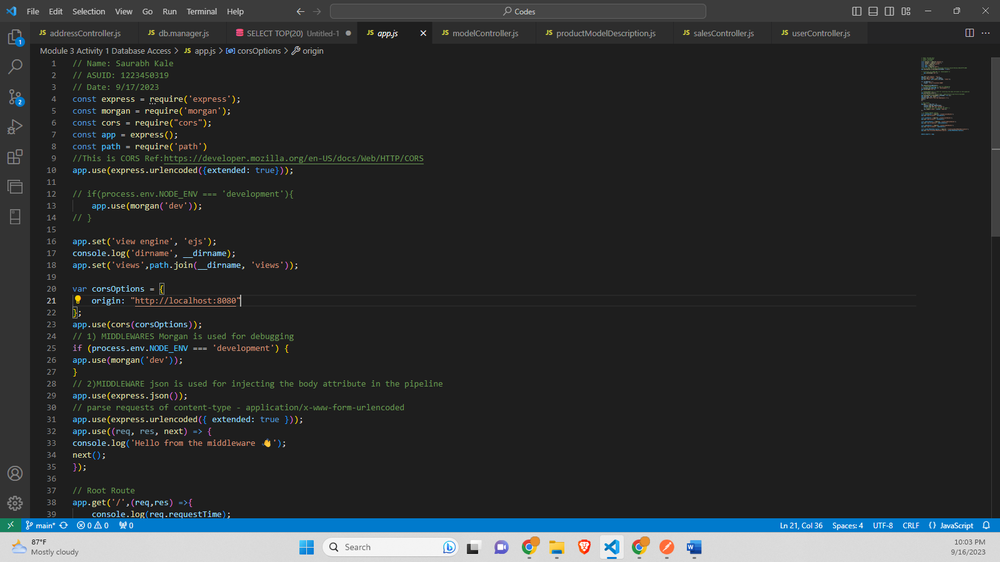 File Edit Selection View Go Run Terminal Help
Codes
JS addressController.js JS db.manager.js SELECT TOP(20) Untitled-1 JS app.js JS modelController.js JS productModelDescription.js JS salesController.js JS userController.js
Module 3 Activity 1 Database Access > JS app.js > corsOptions > origin
1 // Name: Saurabh Kale
2 // ASUID: 1223450319
3 // Date: 9/17/2023
4 const express = require('express');
5 const morgan = require('morgan');
6 const cors = require("cors");
7 const app = express();
8 const path = require('path')
9 //This is CORS Ref:https://developer.mozilla.org/en-US/docs/Web/HTTP/CORS
10 app.use(express.urlencoded({extended: true}));
11
12 // if(process.env.NODE_ENV === 'development'){
13 app.use(morgan('dev'));
14 // }
15
16 app.set('view engine', 'ejs');
17 console.log('dirname', __dirname);
18 app.set('views',path.join(__dirname, 'views'));
19
20 var corsOptions = {
21 origin: "http://localhost:8080"
22 };
23 app.use(cors(corsOptions));
24 // 1) MIDDLEWARES Morgan is used for debugging
25 if (process.env.NODE_ENV === 'development') {
26 app.use(morgan('dev'));
27 }
28 // 2)MIDDLEWARE json is used for injecting the body attribute in the pipeline
29 app.use(express.json());
30 // parse requests of content-type - application/x-www-form-urlencoded
31 app.use(express.urlencoded({ extended: true }));
32 app.use((req, res, next) => {
33 console.log('Hello from the middleware 👋');
34 next();
35 });
36
37 // Root Route
38 app.get('/',(req,res) =>{
39 console.log(req.requestTime);
1
2
main* 0 0 0
Ln 21, Col 36 Spaces: 4 UTF-8 CRLF {} JavaScript
87°F
Mostly cloudy
Search
10:03 PM
9/16/2023